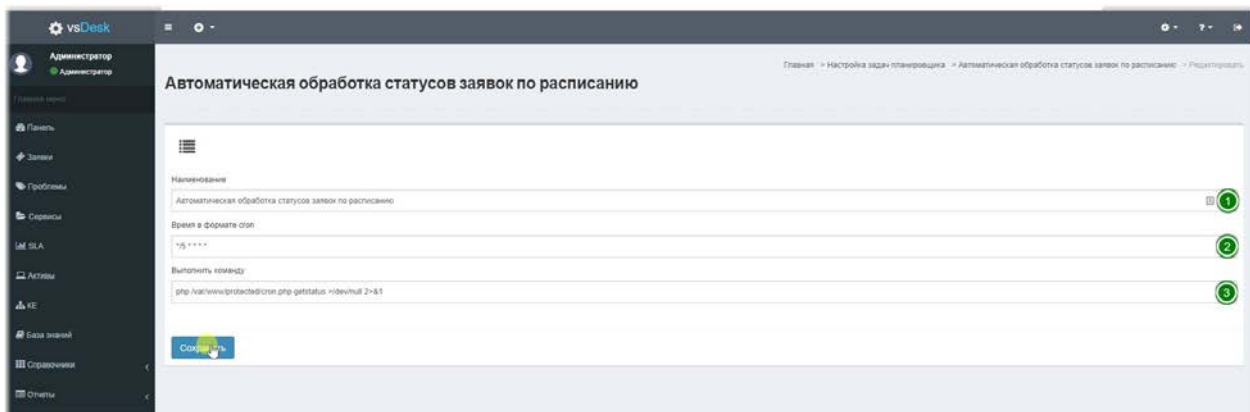 vsDesk
Администратор
Администратор
Главное меню
Главная > Настройка задач планировщика > Автоматическая обработка статусов заявок по расписанию > Редактировать
Автоматическая обработка статусов заявок по расписанию
Панель
Заявки
Проблемы
Сервисы
SLA
Активы
КЕ
База знаний
Справочники
Отчеты
Наименование
Автоматическая обработка статусов заявок по расписанию
1
Время в формате cron
*/5 * * * *
2
Выполнить команду
php /var/www/protected/cron.php getstatus >/dev/null 2>&1
3
Сохранить